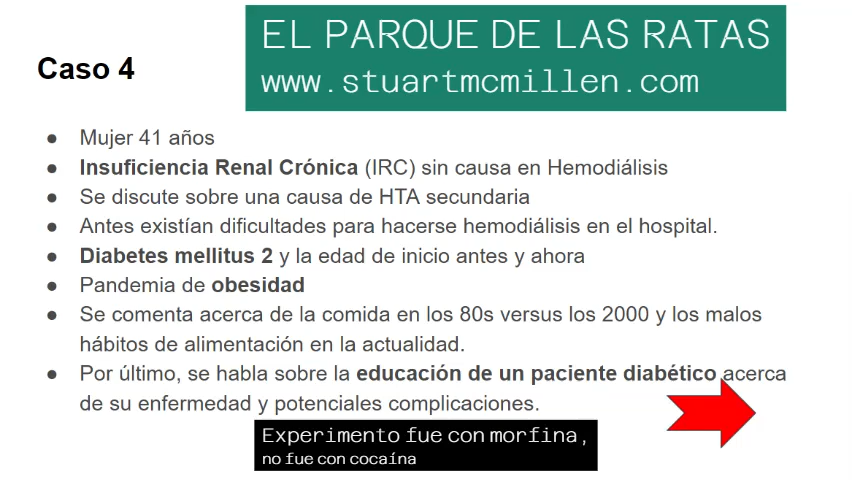 EL PARQUE DE LAS RATAS
www.stuartmcmillen.com
Caso 4
● Mujer 41 años
● Insuficiencia Renal Crónica (IRC) sin causa en Hemodiálisis
● Se discute sobre una causa de HTA secundaria
● Antes existían dificultades para hacerse hemodiálisis en el hospital.
● Diabetes mellitus 2 y la edad de inicio antes y ahora
● Pandemia de obesidad
● Se comenta acerca de la comida en los 80s versus los 2000 y los malos
hábitos de alimentación en la actualidad.
● Por último, se habla sobre la educación de un paciente diabético acerca
de su enfermedad y potenciales complicaciones.
Experimento fue con morfina,
no fue con cocaína